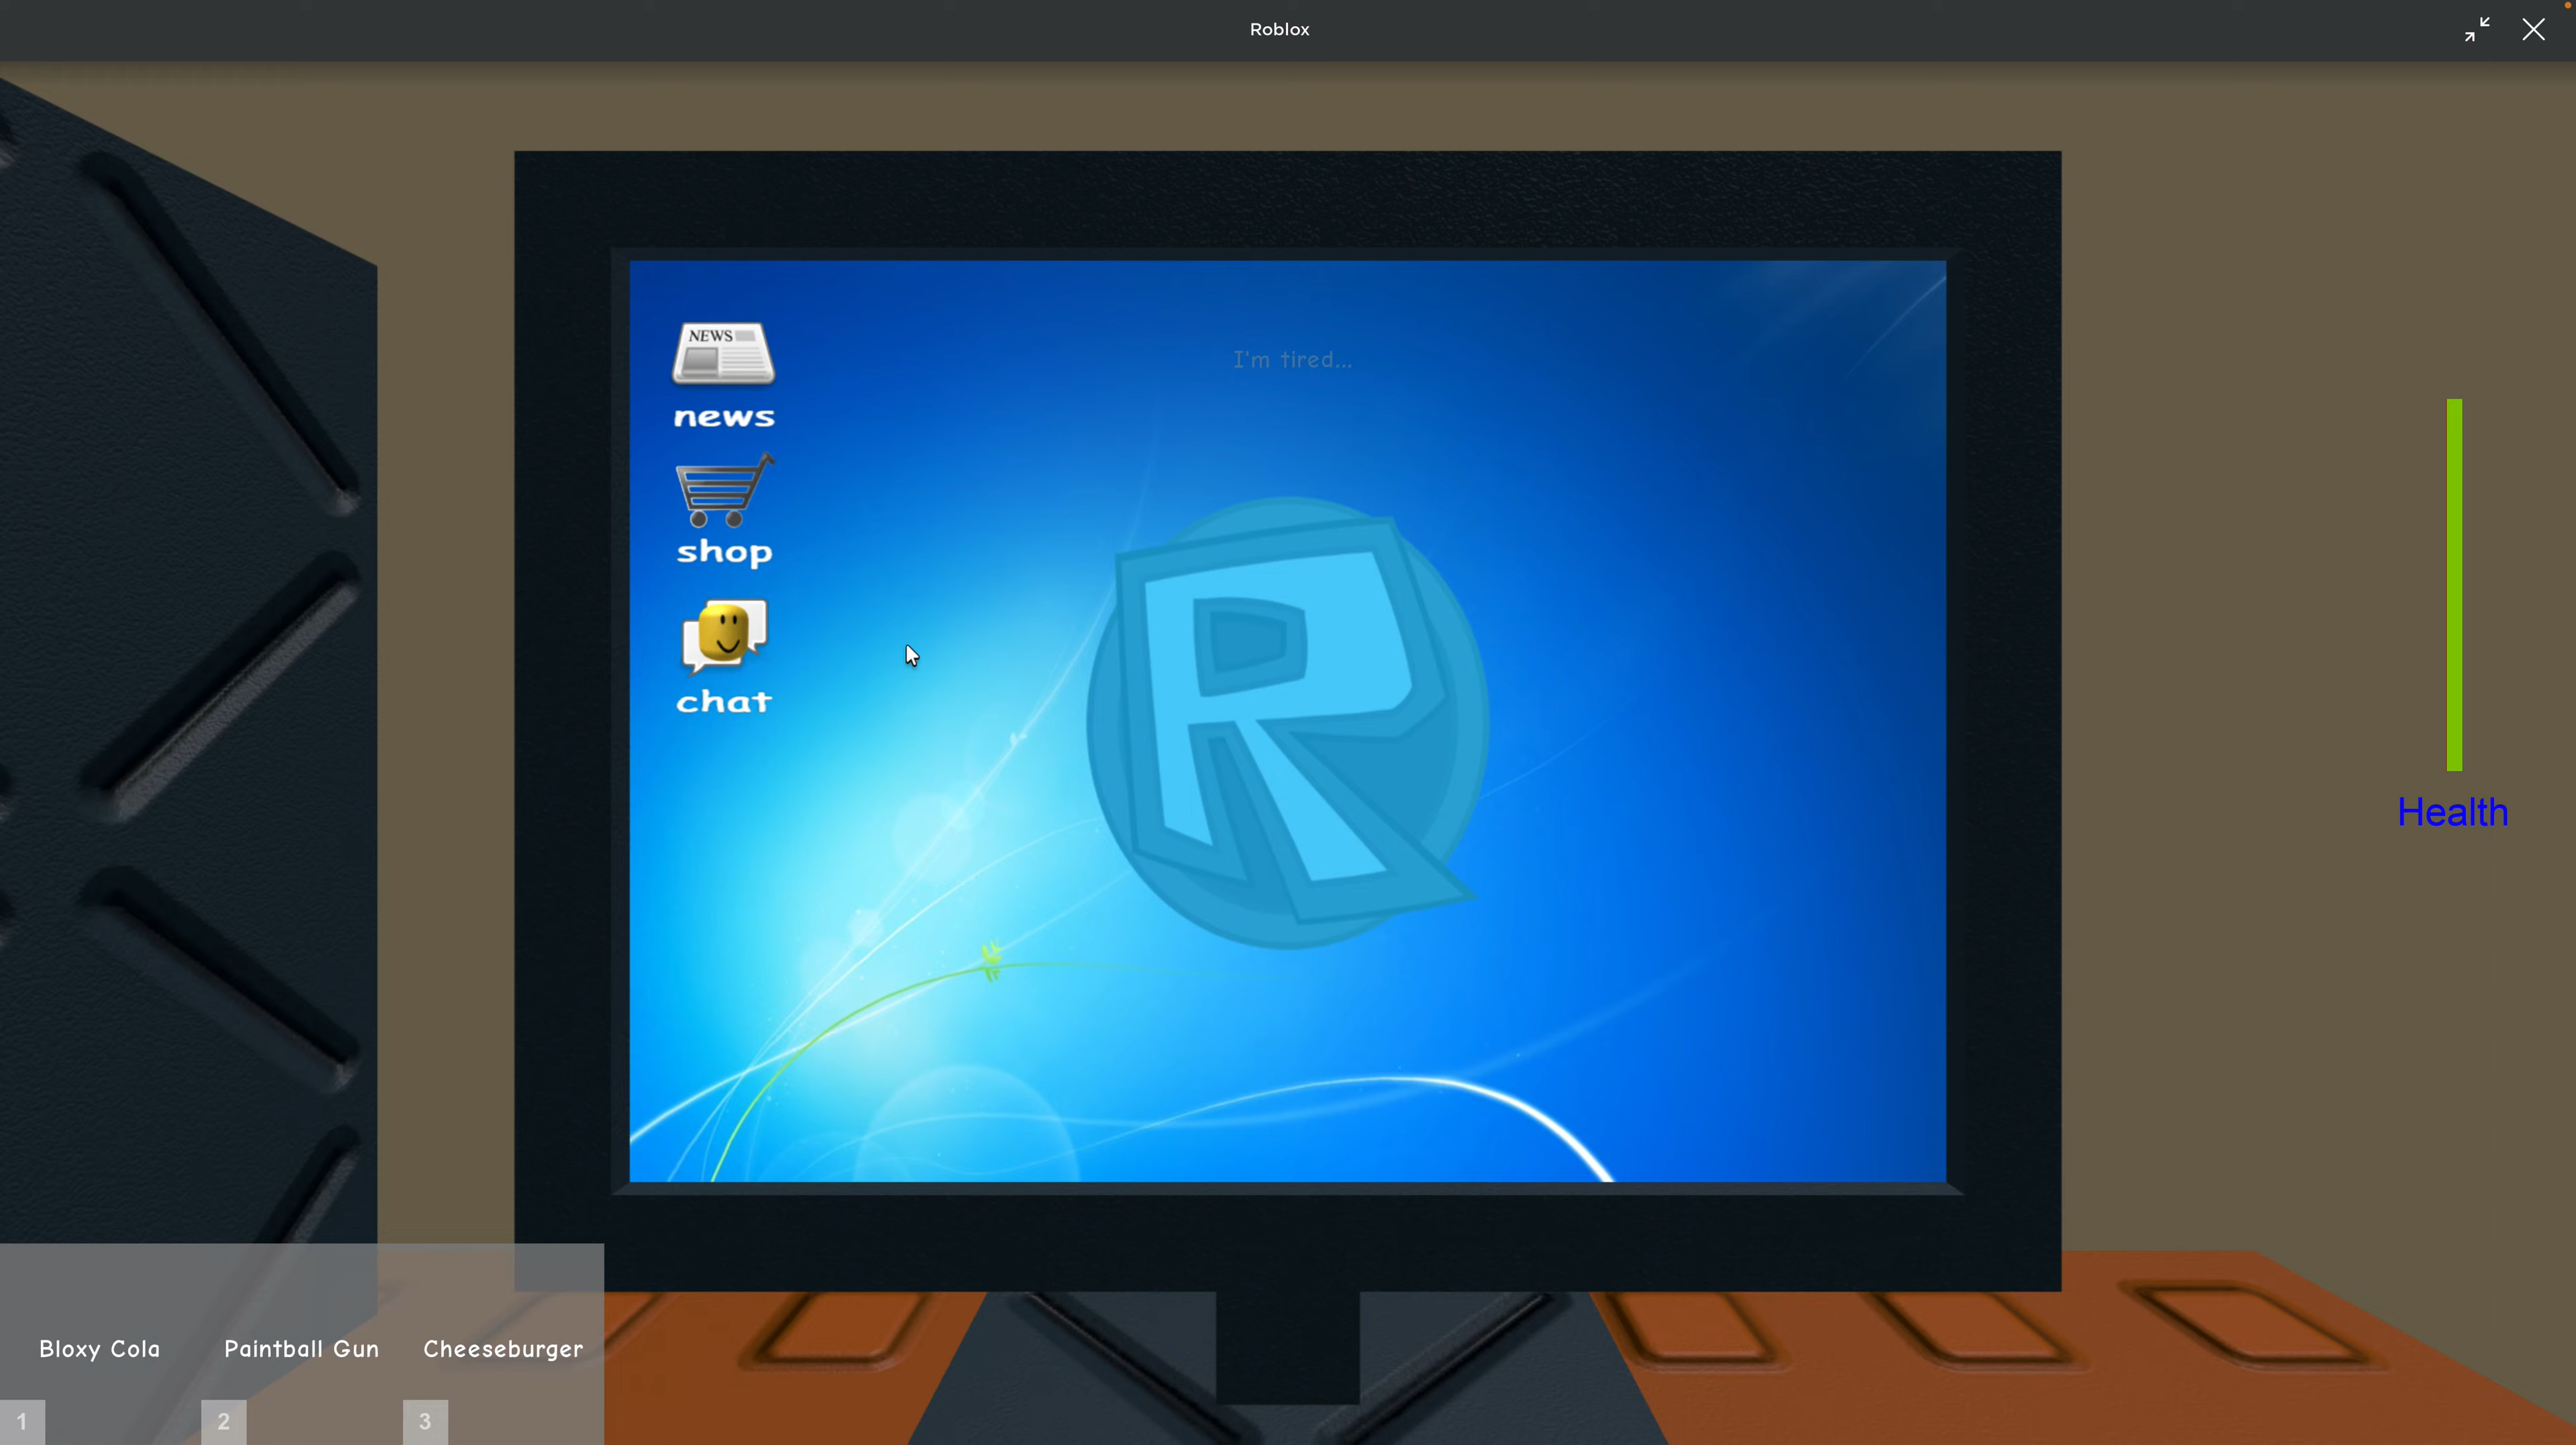 Roblox
NEWS
news
I'm tired...
shop
chat
Health
Bloxy Cola
Paintball Gun
Cheeseburger
1
2
3